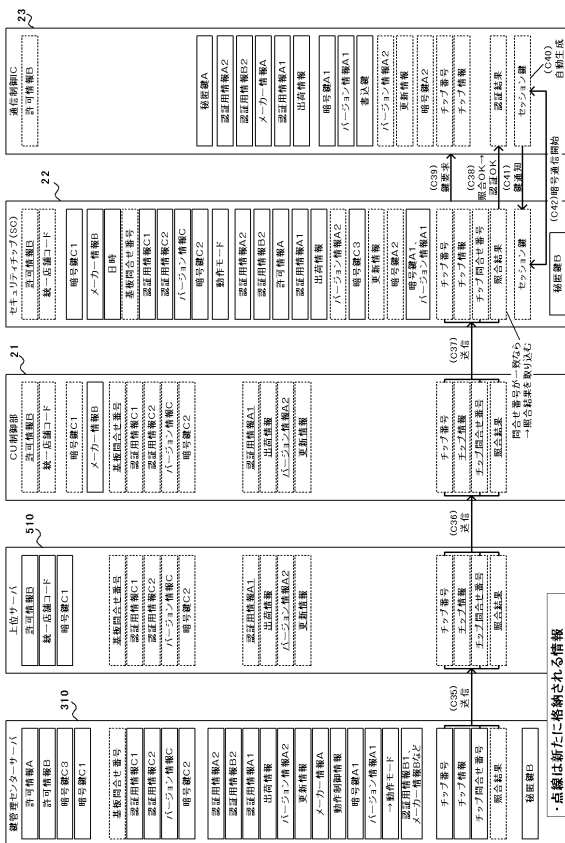 鍵管理センターサーバ
310
許可情報A
許可情報B
暗号鍵C3
暗号鍵C1
基板問合せ番号
認証用情報C1
認証用情報C2
バージョン情報C
暗号鍵C2
認証用情報A2
認証用情報B2
認証用情報A1
出荷情報
バージョン情報A2
更新情報
メーカー情報A
動作制御情報
暗号鍵A1
バージョン情報A1
→動作モード
認証用情報B1、
メーカー情報Bなど
チップ番号
チップ情報
チップ問合せ番号
照合結果
秘匿鍵B
(C35)
送信
上位サーバ
510
許可情報B
統一店舗コード
暗号鍵C1
基板問合せ番号
認証用情報C1
認証用情報C2
バージョン情報C
暗号鍵C2
認証用情報A1
出荷情報
バージョン情報A2
更新情報
チップ番号
チップ情報
チップ問合せ番号
照合結果
(C36)
送信
CU制御部
21
許可情報B
統一店舗コード
暗号鍵C1
メーカー情報B
基板問合せ番号
認証用情報C1
認証用情報C2
バージョン情報C
暗号鍵C2
認証用情報A1
出荷情報
バージョン情報A2
更新情報
チップ番号
チップ情報
チップ問合せ番号
照合結果
(C37)
送信
問合せ番号が一致なら
→照合結果を取り込む
セキュリティチップ(SC)
22
許可情報B
統一店舗コード
暗号鍵C1
メーカー情報B
日時
基板問合せ番号
認証用情報C1
認証用情報C2
バージョン情報C
暗号鍵C2
動作モード
認証用情報A2
認証用情報B2
許可情報A
認証用情報A1
出荷情報
バージョン情報A2
暗号鍵C3
更新情報
暗号鍵A2
暗号鍵A1、
バージョン情報A1
チップ番号
チップ情報
チップ問合せ番号
照合結果
セッション鍵
秘匿鍵B
(C39)
鍵要求
(C38)
照合OK→
認証OK
(C41)
鍵通知
(C42)暗号通信開始
通信制御IC
23
許可情報B
秘匿鍵A
認証用情報A2
認証用情報B2
メーカー情報A
認証用情報A1
出荷情報
暗号鍵A1
バージョン情報A1
書込鍵
バージョン情報A2
更新情報
暗号鍵A2
チップ番号
チップ情報
認証結果
セッション鍵
(C40)
自動生成
・点線は新たに格納される情報